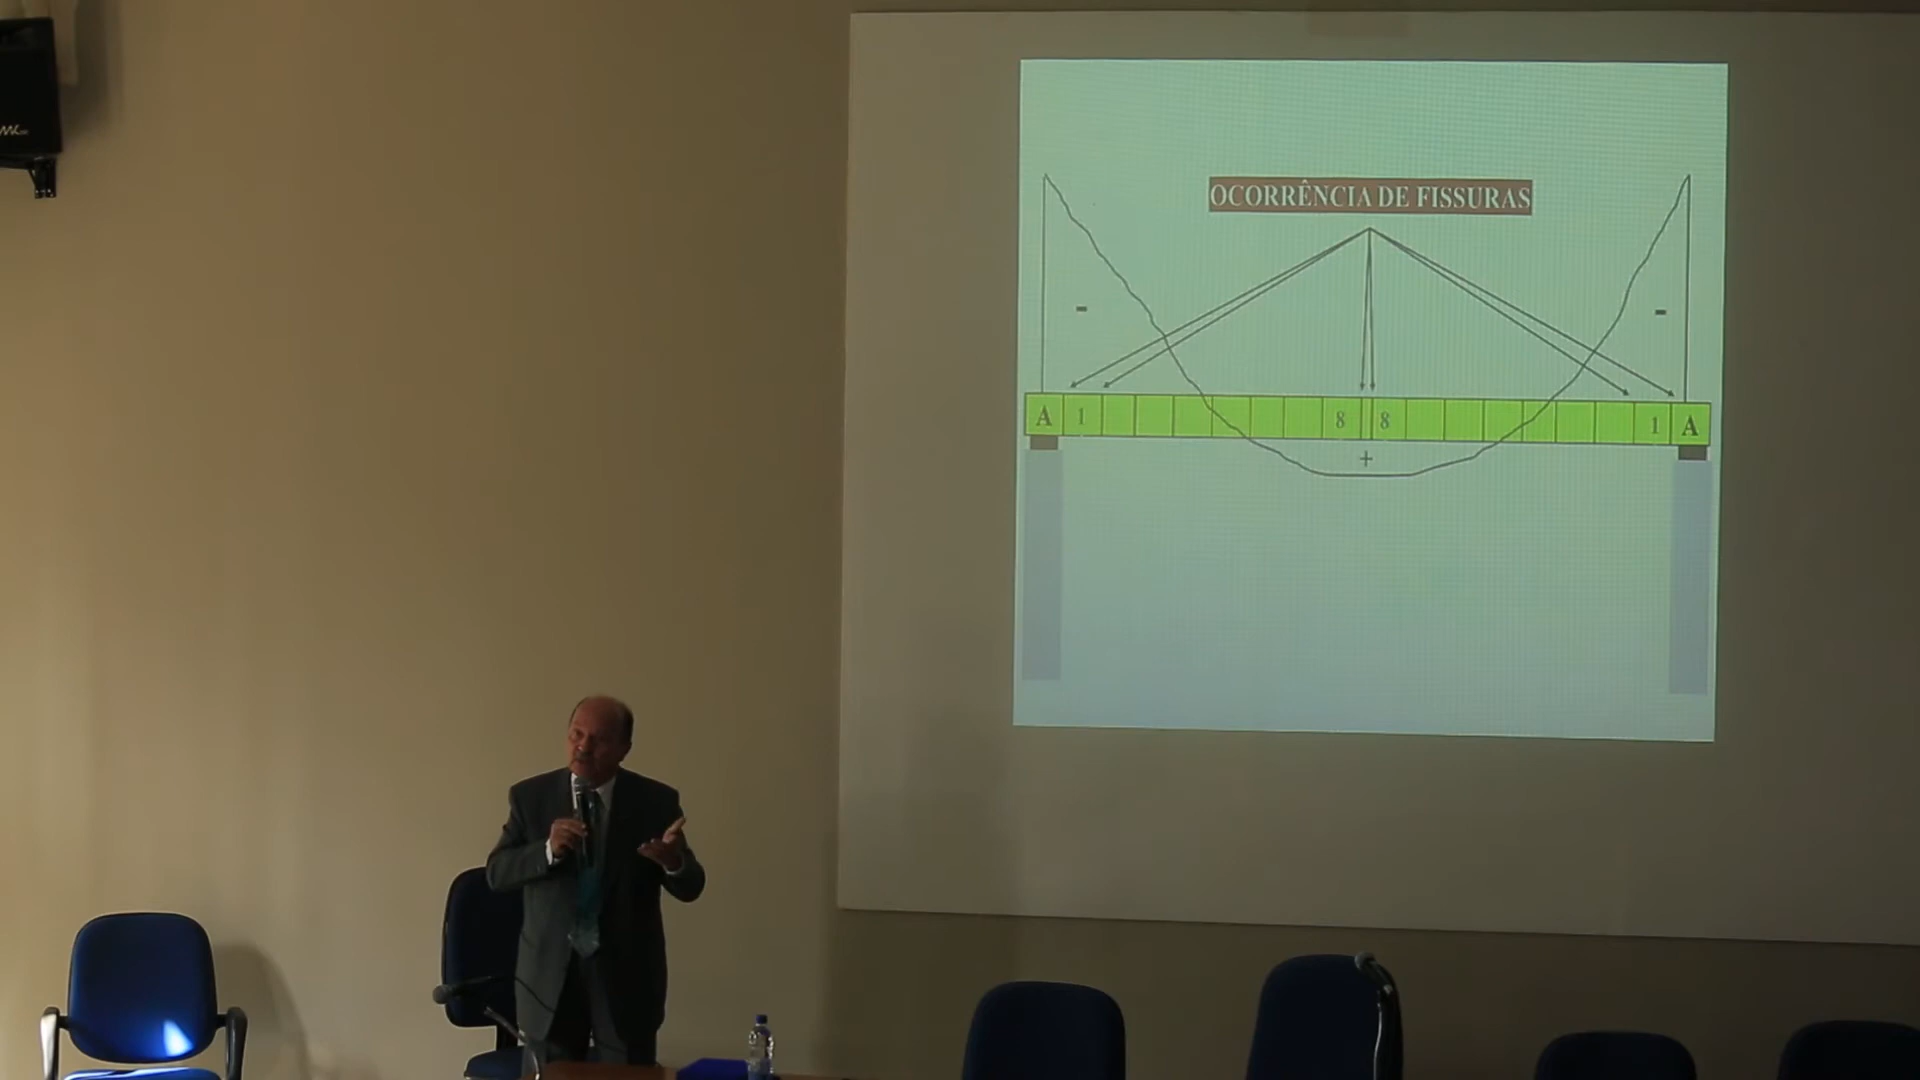 OCORRÊNCIA DE FISSURAS
- -
A 1 8 8 1 A
+